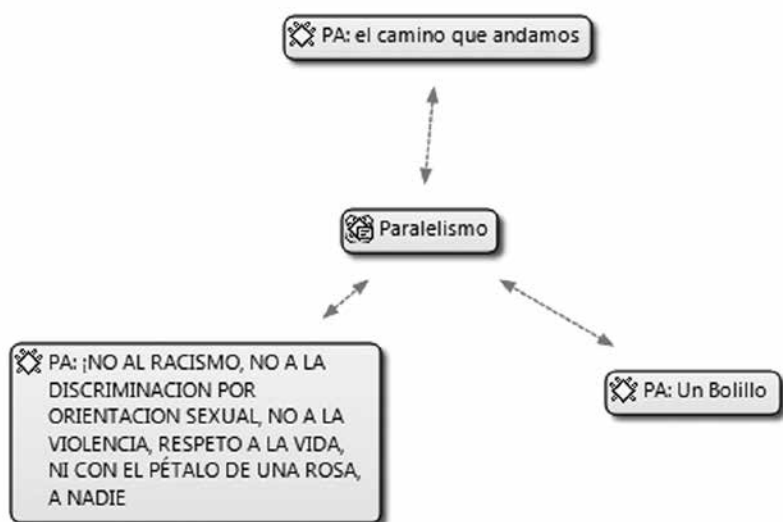 PA: el camino que andamos
Paralelismo
PA: ¡NO AL RACISMO, NO A LA
DISCRIMINACION POR
ORIENTACION SEXUAL, NO A LA
VIOLENCIA, RESPETO A LA VIDA,
NI CON EL PÉTALO DE UNA ROSA,
A NADIE
PA: Un Bolillo